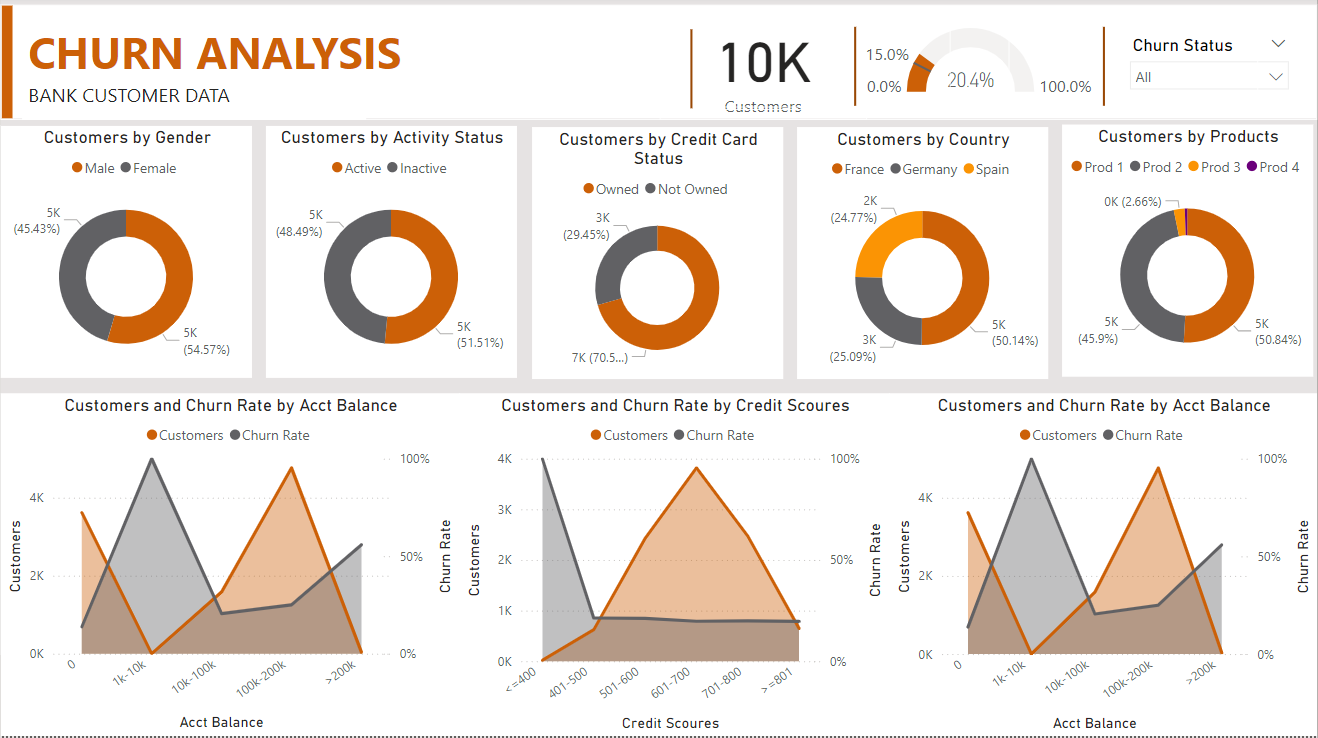 CHURN ANALYSIS
BANK CUSTOMER DATA
10K
Customers
15.0%
0.0%
20.4%
100.0%
Churn Status
All
Customers by Gender
Male Female
5K
(45.43%)
5K
(54.57%)
Customers by Activity Status
Active Inactive
5K
(48.49%)
5K
(51.51%)
Customers by Credit Card
Status
Owned Not Owned
3K
(29.45%)
7K (70.5...)
Customers by Country
France Germany Spain
2K
(24.77%)
3K
(25.09%)
5K
(50.14%)
Customers by Products
Prod 1 Prod 2 Prod 3 Prod 4
0K (2.66%)
5K
(45.9%)
5K
(50.84%)
Customers and Churn Rate by Acct Balance
Customers Churn Rate
4K
2K
0K
Customers
100%
50%
0%
Churn Rate
0
1k-10k
10k-100k
100k-200k
>200k
Acct Balance
Customers and Churn Rate by Credit Scoures
Customers Churn Rate
4K
3K
2K
1K
0K
Customers
100%
50%
0%
Churn Rate
<=400
401-500
501-600
601-700
701-800
>=801
Credit Scoures
Customers and Churn Rate by Acct Balance
Customers Churn Rate
4K
2K
0K
Customers
100%
50%
0%
Churn Rate
0
1k-10k
10k-100k
100k-200k
>200k
Acct Balance